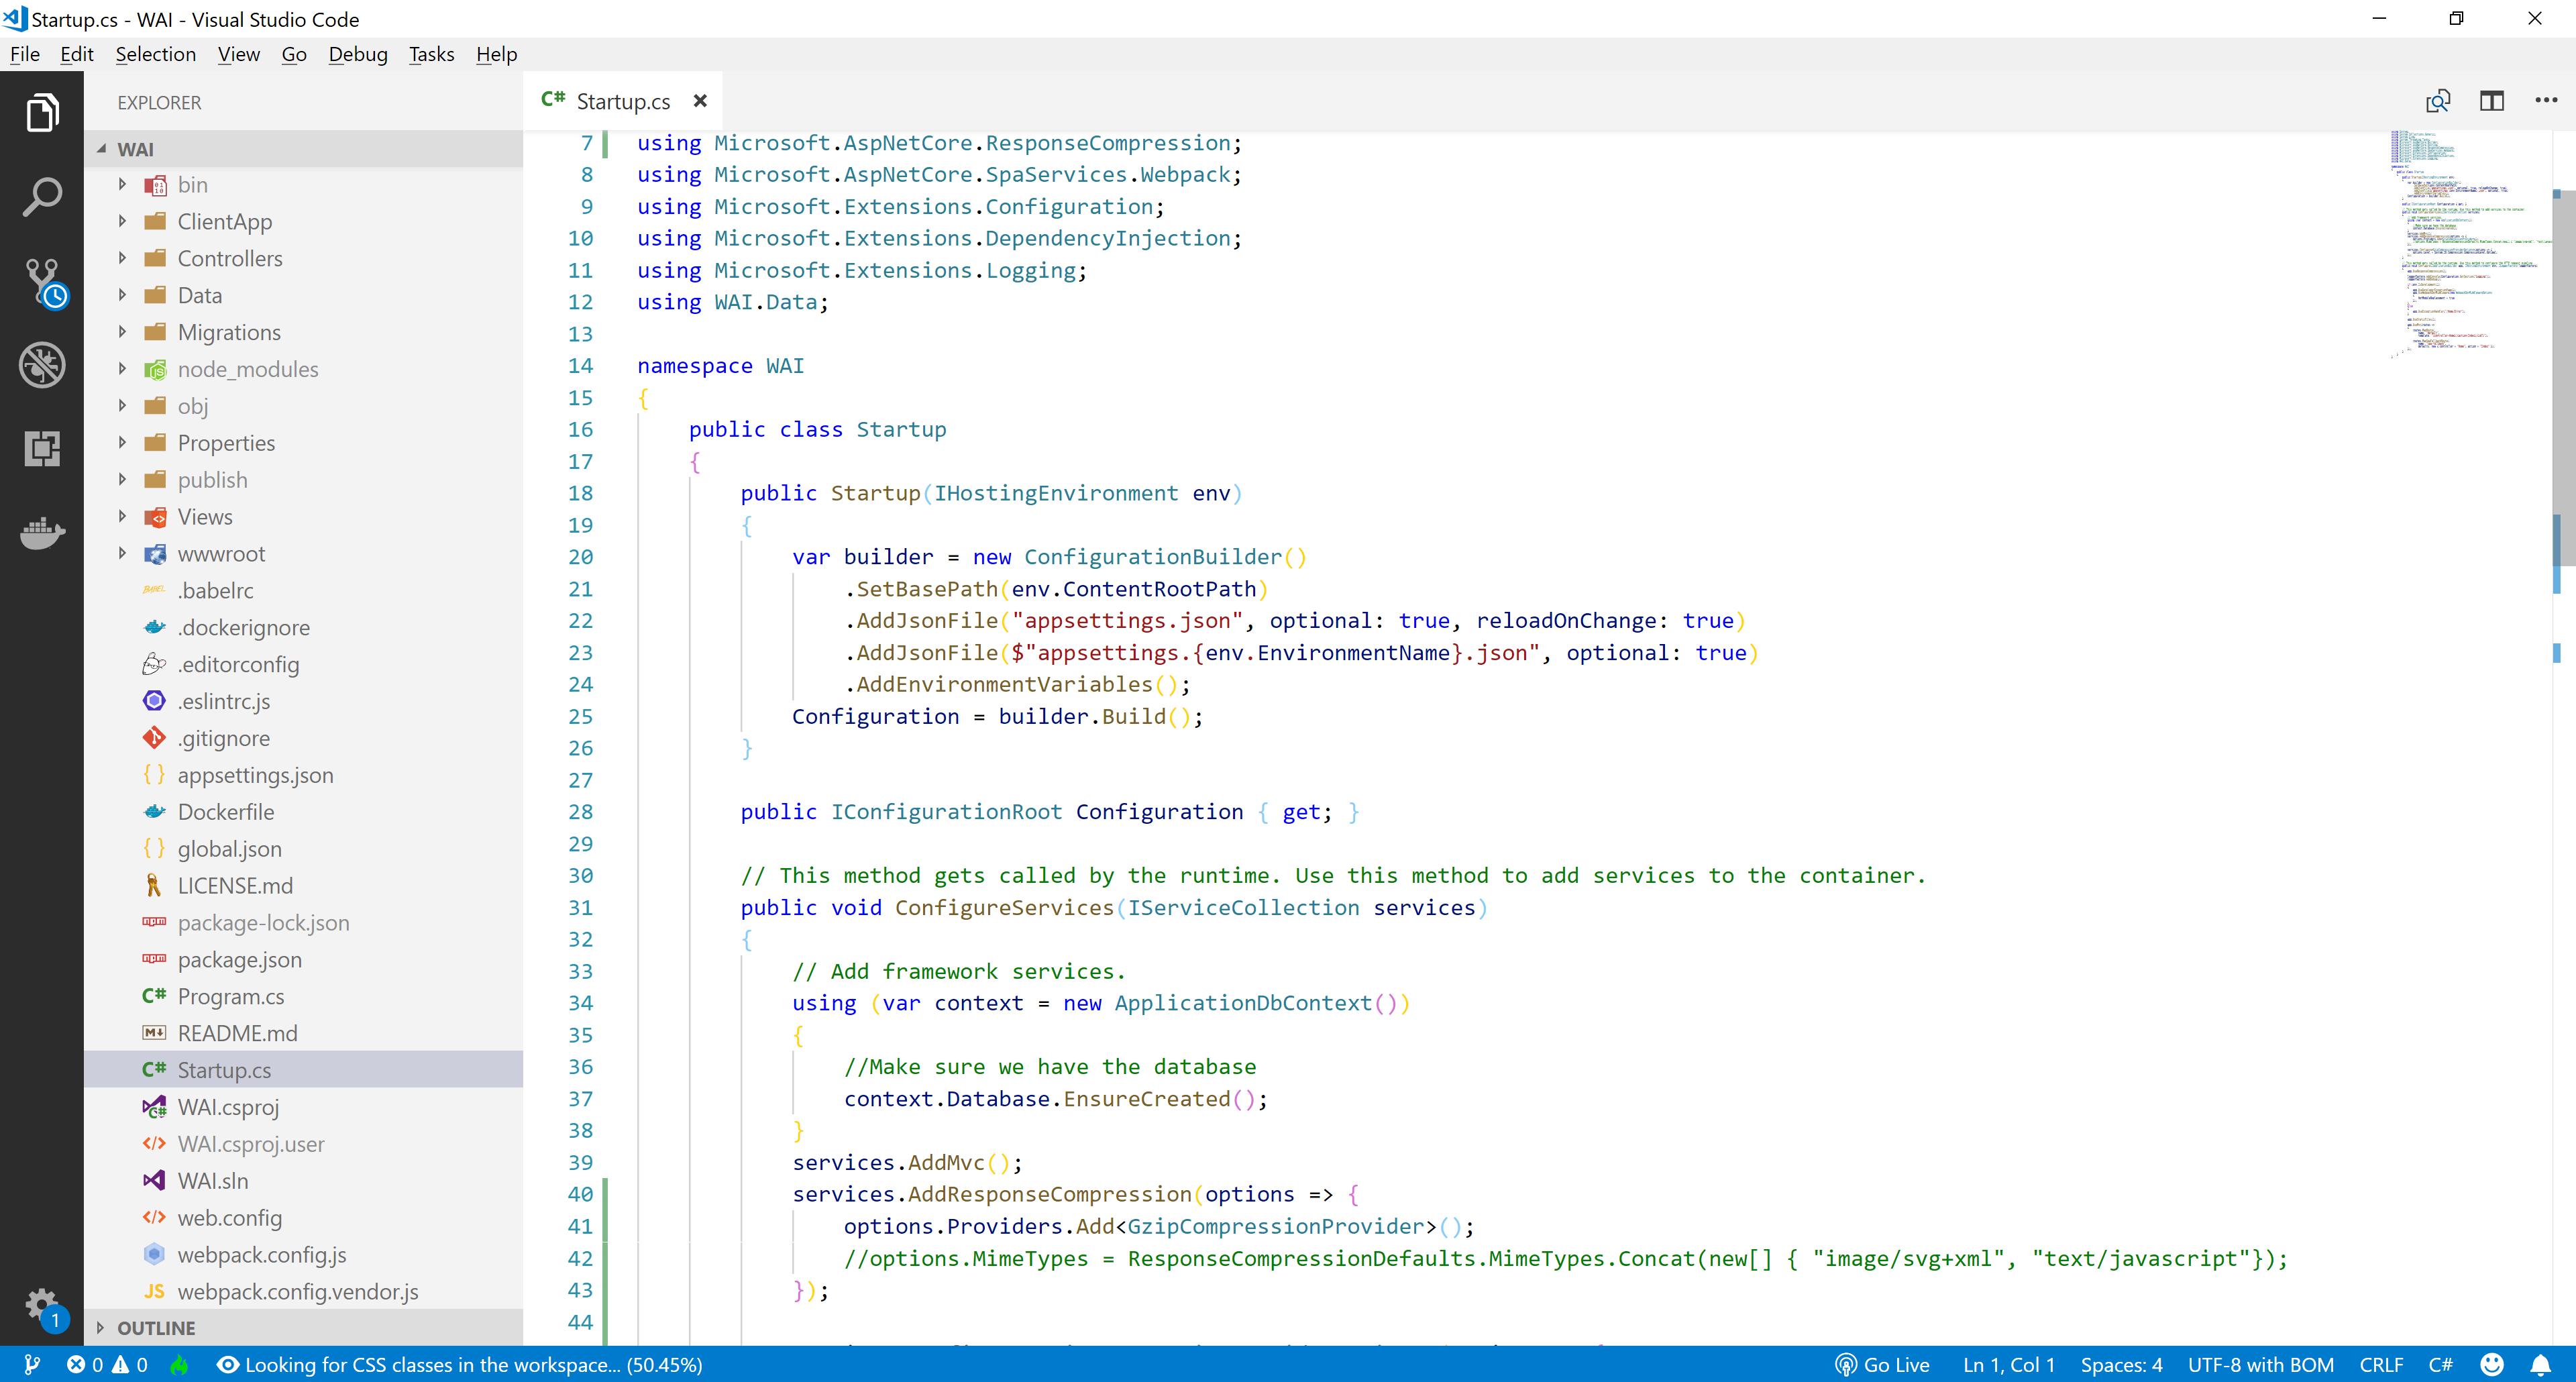 Startup.cs - WAI - Visual Studio Code
File Edit Selection View Go Debug Tasks Help
EXPLORER
WAI
bin
ClientApp
Controllers
Data
Migrations
node_modules
obj
Properties
publish
Views
wwwroot
.babelrc
.dockerignore
.editorconfig
.eslintrc.js
.gitignore
appsettings.json
Dockerfile
global.json
LICENSE.md
package-lock.json
package.json
C# Program.cs
README.md
C# Startup.cs
WAI.csproj
WAI.csproj.user
WAI.sln
web.config
webpack.config.js
JS webpack.config.vendor.js
OUTLINE
1
C# Startup.cs
7 using Microsoft.AspNetCore.ResponseCompression;
8 using Microsoft.AspNetCore.SpaServices.Webpack;
9 using Microsoft.Extensions.Configuration;
10 using Microsoft.Extensions.DependencyInjection;
11 using Microsoft.Extensions.Logging;
12 using WAI.Data;
13
14 namespace WAI
15 {
16 public class Startup
17 {
18 public Startup(IHostingEnvironment env)
19 {
20 var builder = new ConfigurationBuilder()
21 .SetBasePath(env.ContentRootPath)
22 .AddJsonFile("appsettings.json", optional: true, reloadOnChange: true)
23 .AddJsonFile($"appsettings.{env.EnvironmentName}.json", optional: true)
24 .AddEnvironmentVariables();
25 Configuration = builder.Build();
26 }
27
28 public IConfigurationRoot Configuration { get; }
29
30 // This method gets called by the runtime. Use this method to add services to the container.
31 public void ConfigureServices(IServiceCollection services)
32 {
33 // Add framework services.
34 using (var context = new ApplicationDbContext())
35 {
36 //Make sure we have the database
37 context.Database.EnsureCreated();
38 }
39 services.AddMvc();
40 services.AddResponseCompression(options => {
41 options.Providers.Add<GzipCompressionProvider>();
42 //options.MimeTypes = ResponseCompressionDefaults.MimeTypes.Concat(new[] { "image/svg+xml", "text/javascript"});
43 });
44
0 0 Looking for CSS classes in the workspace... (50.45%) Go Live Ln 1, Col 1 Spaces: 4 UTF-8 with BOM CRLF C#